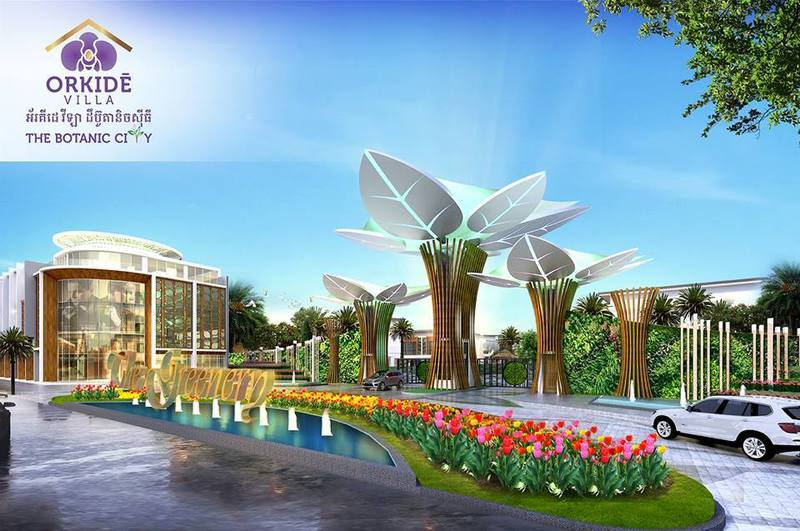 ORKIDĒ
VILLA
អ័រគីដេ វីឡា ដឹប៊ូតានិចស៊ីធី
THE BOTANIC CITY
The Greenery